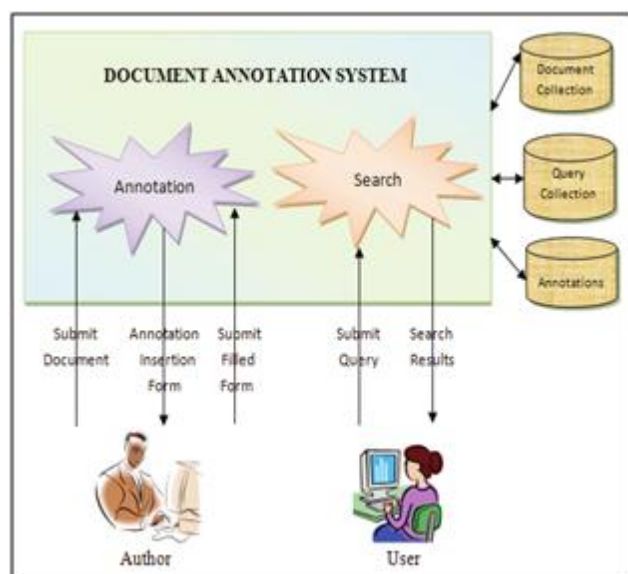 DOCUMENT ANNOTATION SYSTEM
Document
Collection
Annotation
Search
Query
Collection
Annotations
Submit
Document
Annotation
Insertion
Form
Submit
Filled
Form
Submit
Query
Search
Results
Author
User